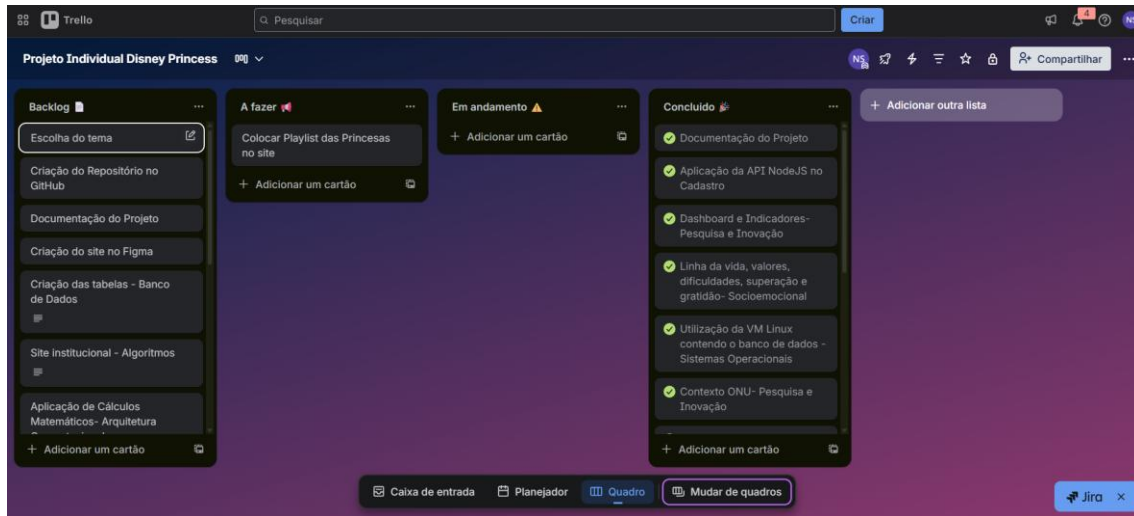 Trello
Pesquisar
Criar
4
NS
Projeto Individual Disney Princess
NS
Compartilhar
Backlog
Escolha do tema
Criação do Repositório no
GitHub
Documentação do Projeto
Criação do site no Figma
Criação das tabelas - Banco
de Dados
Site institucional - Algoritmos
Aplicação de Cálculos
Matemáticos- Arquitetura
+ Adicionar um cartão
A fazer
Colocar Playlist das Princesas
no site
+ Adicionar um cartão
Em andamento
+ Adicionar um cartão
Concluido
Documentação do Projeto
Aplicação da API NodeJS no
Cadastro
Dashboard e Indicadores-
Pesquisa e Inovação
Linha da vida, valores,
dificuldades, superação e
gratidão- Socioemocional
Utilização da VM Linux
contendo o banco de dados -
Sistemas Operacionais
Contexto ONU- Pesquisa e
Inovação
+ Adicionar um cartão
+ Adicionar outra lista
Caixa de entrada
Planejador
Quadro
Mudar de quadros
Jira